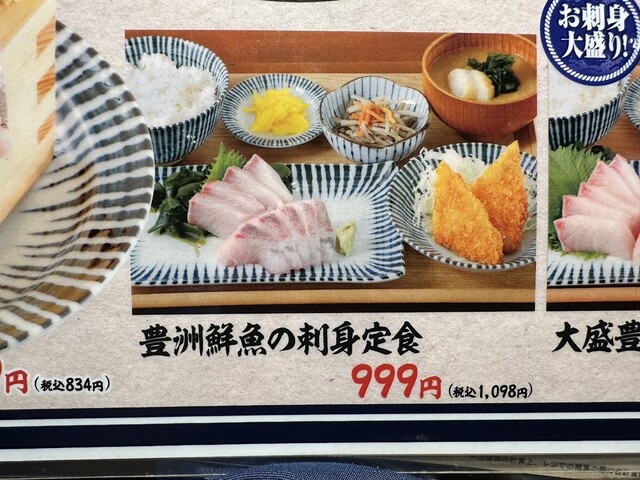 お刺身
大盛り!
豊洲鮮魚の刺身定食
999円(税込1,098円)
円(税込834円)
大盛豊